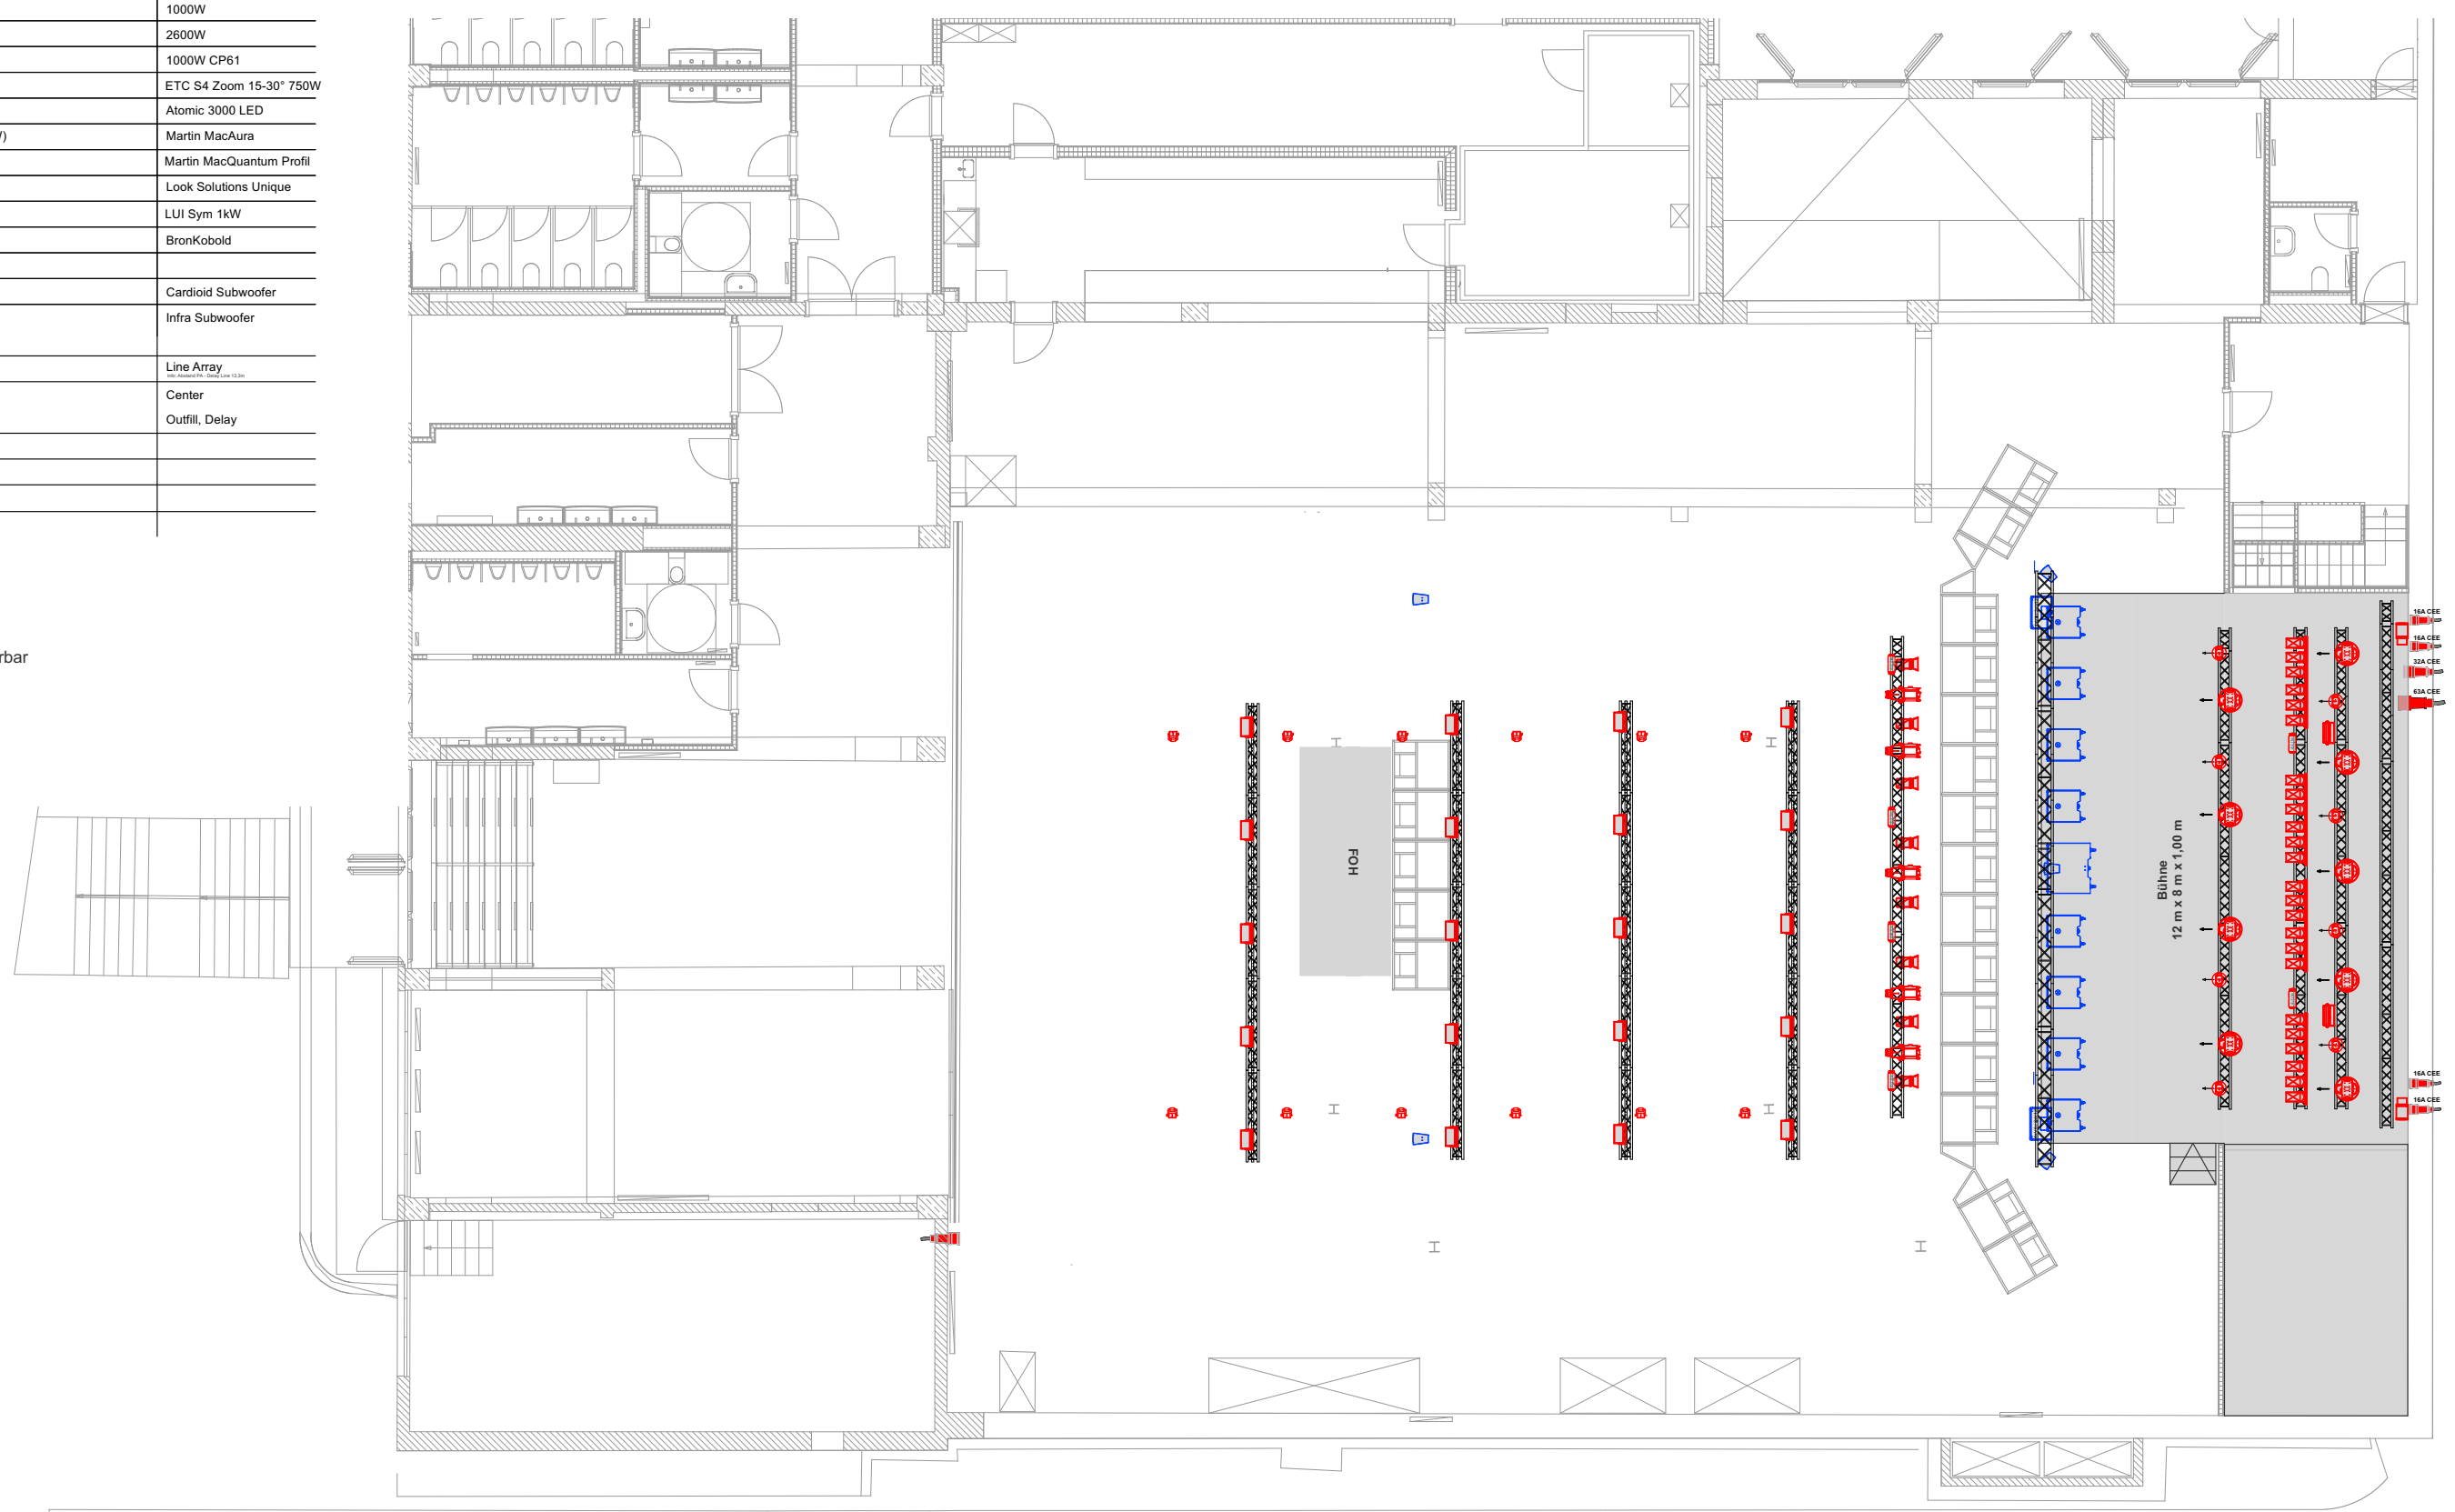 1000W
2600W
1000W CP61
ETC S4 Zoom 15-30° 750W
Atomic 3000 LED
Martin MacAura
Martin MacQuantum Profil
Look Solutions Unique
LUI Sym 1kW
BronKobold
Cardioid Subwoofer
Infra Subwoofer
Line Array
Center
Outfill, Delay
rbar
FOH
Bühne
12 m x 8 m x 1,00 m
16A CEE
16A CEE
32A CEE
63A CEE
16A CEE
16A CEE
H
H
H
H
H
H